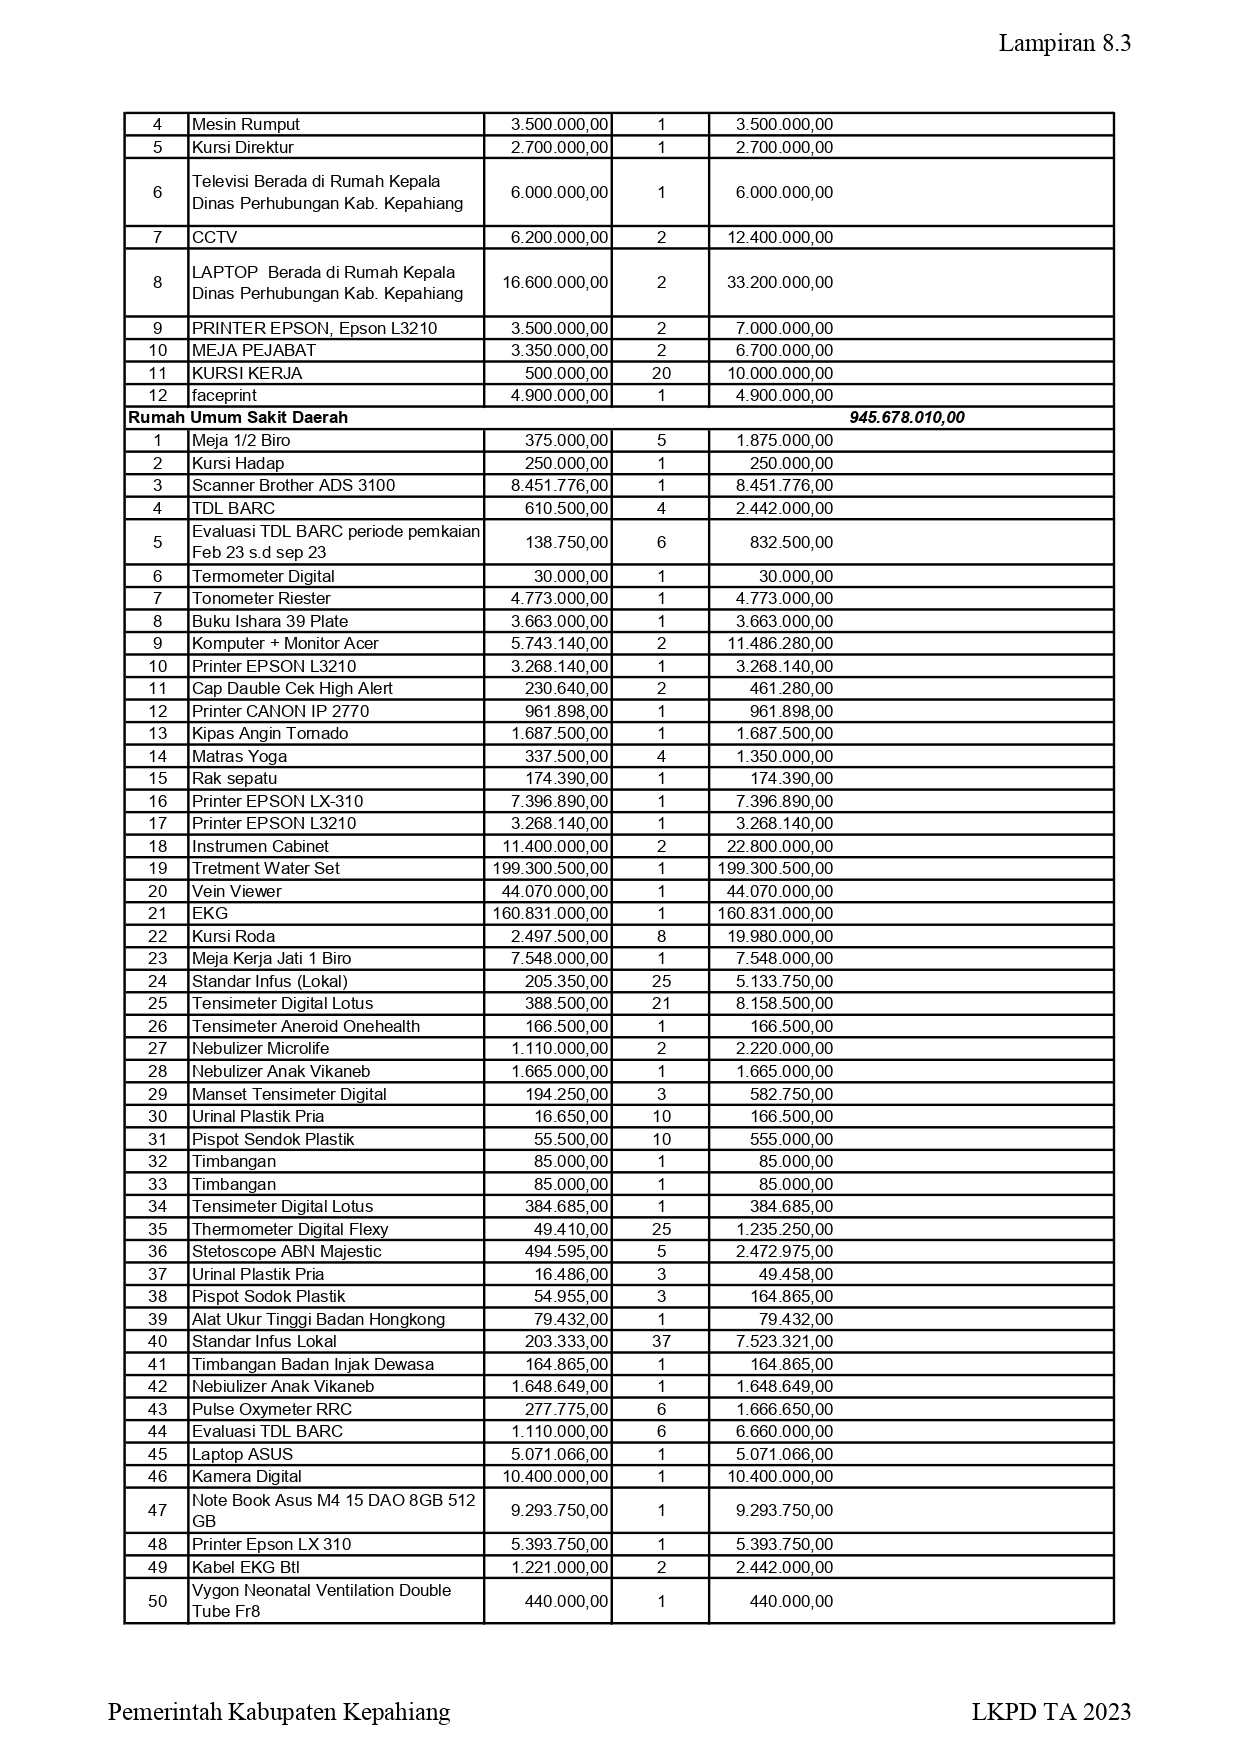 Lampiran 8.3
4 Mesin Rumput 3.500.000,00 1 3.500.000,00
5 Kursi Direktur 2.700.000,00 1 2.700.000,00
Televisi Berada di Rumah Kepala
6 Dinas Perhubungan Kab. Kepahiang 6.000.000,00 1 6.000.000,00
7 CCTV 6.200.000,00 2 12.400.000,00
LAPTOP Berada di Rumah Kepala
8 Dinas Perhubungan Kab. Kepahiang 16.600.000,00 2 33.200.000,00
9 PRINTER EPSON, Epson L3210 3.500.000,00 2 7.000.000,00
10 MEJA PEJABAT 3.350.000,00 2 6.700.000,00
11 KURSI KERJA 500.000,00 20 10.000.000,00
12 faceprint 4.900.000,00 1 4.900.000,00
Rumah Umum Sakit Daerah 945.678.010,00
1 Meja 1/2 Biro 375.000,00 5 1.875.000,00
2 Kursi Hadap 250.000,00 1 250.000,00
3 Scanner Brother ADS 3100 8.451.776,00 1 8.451.776,00
4 TDL BARC 610.500,00 4 2.442.000,00
Evaluasi TDL BARC periode pemkaian
5 Feb 23 s.d sep 23 138.750,00 6 832.500,00
6 Termometer Digital 30.000,00 1 30.000,00
7 Tonometer Riester 4.773.000,00 1 4.773.000,00
8 Buku Ishara 39 Plate 3.663.000,00 1 3.663.000,00
9 Komputer + Monitor Acer 5.743.140,00 2 11.486.280,00
10 Printer EPSON L3210 3.268.140,00 1 3.268.140,00
11 Cap Dauble Cek High Alert 230.640,00 2 461.280,00
12 Printer CANON IP 2770 961.898,00 1 961.898,00
13 Kipas Angin Tornado 1.687.500,00 1 1.687.500,00
14 Matras Yoga 337.500,00 4 1.350.000,00
15 Rak sepatu 174.390,00 1 174.390,00
16 Printer EPSON LX-310 7.396.890,00 1 7.396.890,00
17 Printer EPSON L3210 3.268.140,00 1 3.268.140,00
18 Instrumen Cabinet 11.400.000,00 2 22.800.000,00
19 Tretment Water Set 199.300.500,00 1 199.300.500,00
20 Vein Viewer 44.070.000,00 1 44.070.000,00
21 EKG 160.831.000,00 1 160.831.000,00
22 Kursi Roda 2.497.500,00 8 19.980.000,00
23 Meja Kerja Jati 1 Biro 7.548.000,00 1 7.548.000,00
24 Standar Infus (Lokal) 205.350,00 25 5.133.750,00
25 Tensimeter Digital Lotus 388.500,00 21 8.158.500,00
26 Tensimeter Aneroid Onehealth 166.500,00 1 166.500,00
27 Nebulizer Microlife 1.110.000,00 2 2.220.000,00
28 Nebulizer Anak Vikaneb 1.665.000,00 1 1.665.000,00
29 Manset Tensimeter Digital 194.250,00 3 582.750,00
30 Urinal Plastik Pria 16.650,00 10 166.500,00
31 Pispot Sendok Plastik 55.500,00 10 555.000,00
32 Timbangan 85.000,00 1 85.000,00
33 Timbangan 85.000,00 1 85.000,00
34 Tensimeter Digital Lotus 384.685,00 1 384.685,00
35 Thermometer Digital Flexy 49.410,00 25 1.235.250,00
36 Stetoscope ABN Majestic 494.595,00 5 2.472.975,00
37 Urinal Plastik Pria 16.486,00 3 49.458,00
38 Pispot Sodok Plastik 54.955,00 3 164.865,00
39 Alat Ukur Tinggi Badan Hongkong 79.432,00 1 79.432,00
40 Standar Infus Lokal 203.333,00 37 7.523.321,00
41 Timbangan Badan Injak Dewasa 164.865,00 1 164.865,00
42 Nebiulizer Anak Vikaneb 1.648.649,00 1 1.648.649,00
43 Pulse Oxymeter RRC 277.775,00 6 1.666.650,00
44 Evaluasi TDL BARC 1.110.000,00 6 6.660.000,00
45 Laptop ASUS 5.071.066,00 1 5.071.066,00
46 Kamera Digital 10.400.000,00 1 10.400.000,00
Note Book Asus M4 15 DAO 8GB 512
47 GB 9.293.750,00 1 9.293.750,00
48 Printer Epson LX 310 5.393.750,00 1 5.393.750,00
49 Kabel EKG Btl 1.221.000,00 2 2.442.000,00
Vygon Neonatal Ventilation Double
50 Tube Fr8 440.000,00 1 440.000,00
Pemerintah Kabupaten Kepahiang LKPD TA 2023